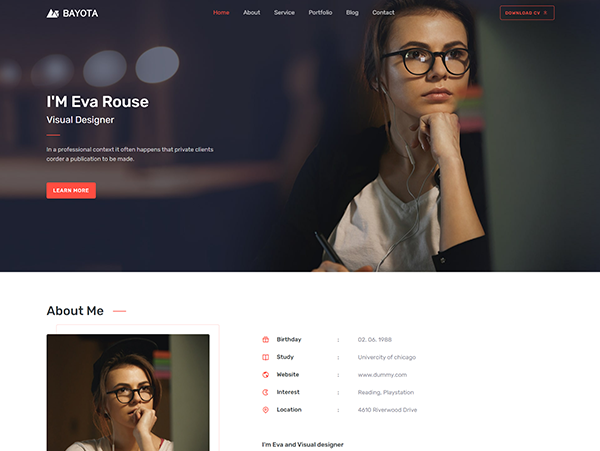 BAYOTA
Home About Service Portfolio Blog Contact
DOWNLOAD CV
I'M Eva Rouse
Visual Designer
In a professional context it often happens that private clients
corder a publication to be made.
LEARN MORE
About Me
Birthday : 02. 06. 1988
Study : Univercity of chicago
Website : www.dummy.com
Interest : Reading, Playstation
Location : 4610 Riverwood Drive
I'm Eva and Visual designer